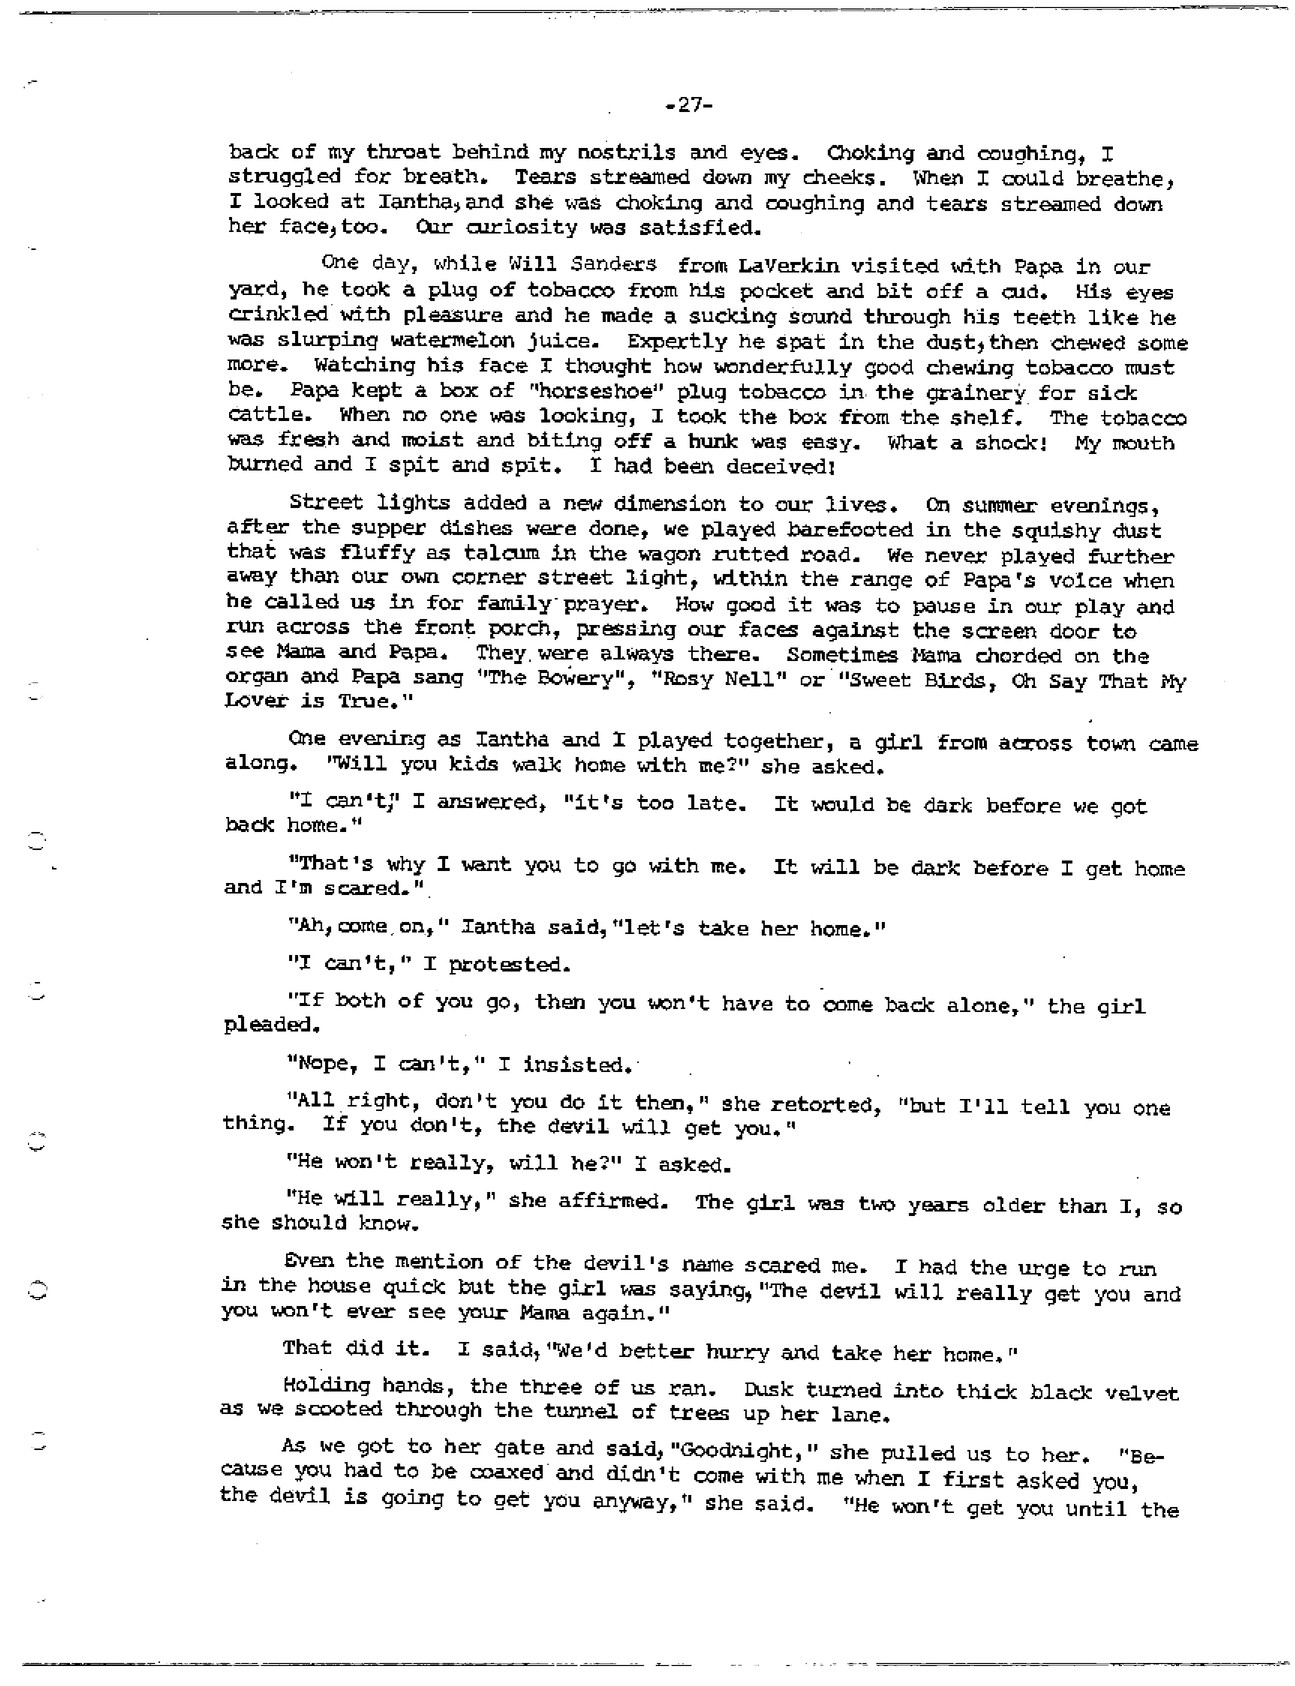 -27-
back of my throat behind my nostrils and eyes. Choking and coughing, I
struggled for breath. Tears streamed down my cheeks. When I could breathe,
I looked at Iantha, and she was choking and coughing and tears streamed down
her face, too. Our curiosity was satisfied.
One day, while Will Sanders from LaVerkin visited with Papa in our
yard, he took a plug of tobacco from his pocket and bit off a cud. His eyes
crinkled with pleasure and he made a sucking sound through his teeth like he
was slurping watermelon juice. Expertly he spat in the dust, then chewed some
more. Watching his face I thought how wonderfully good chewing tobacco must
be. Papa kept a box of "horseshoe" plug tobacco in the grainery for sick
cattle. When no one was looking, I took the box from the shelf. The tobacco
was fresh and moist and biting off a hunk was easy. What a shock! My mouth
burned and I spit and spit. I had been deceived!
Street lights added a new dimension to our lives. On summer evenings,
after the supper dishes were done, we played barefooted in the squishy dust
that was fluffy as talcum in the wagon rutted road. We never played further
away than our own corner street light, within the range of Papa's voice when
he called us in for family prayer. How good it was to pause in our play and
run across the front porch, pressing our faces against the screen door to
see Mama and Papa. They were always there. Sometimes Mama chorded on the
organ and Papa sang "The Bowery", "Rosy Nell" or "Sweet Birds, Oh Say That My
Lover is True."
One evening as Iantha and I played together, a girl from across town came
along. "Will you kids walk home with me?" she asked.
"I can't," I answered, "it's too late. It would be dark before we got
back home."
"That's why I want you to go with me. It will be dark before I get home
and I'm scared."
"Ah, come on," Iantha said, "let's take her home."
"I can't," I protested.
"If both of you go, then you won't have to come back alone," the girl
pleaded.
"Nope, I can't," I insisted.
"All right, don't you do it then," she retorted, "but I'll tell you one
thing. If you don't, the devil will get you."
"He won't really, will he?" I asked.
"He will really," she affirmed. The girl was two years older than I, so
she should know.
Even the mention of the devil's name scared me. I had the urge to run
in the house quick but the girl was saying, "The devil will really get you and
you won't ever see your Mama again."
That did it. I said, "We'd better hurry and take her home."
Holding hands, the three of us ran. Dusk turned into thick black velvet
as we scooted through the tunnel of trees up her lane.
As we got to her gate and said, "Goodnight," she pulled us to her. "Be-
cause you had to be coaxed and didn't come with me when I first asked you,
the devil is going to get you anyway," she said. "He won't get you until the